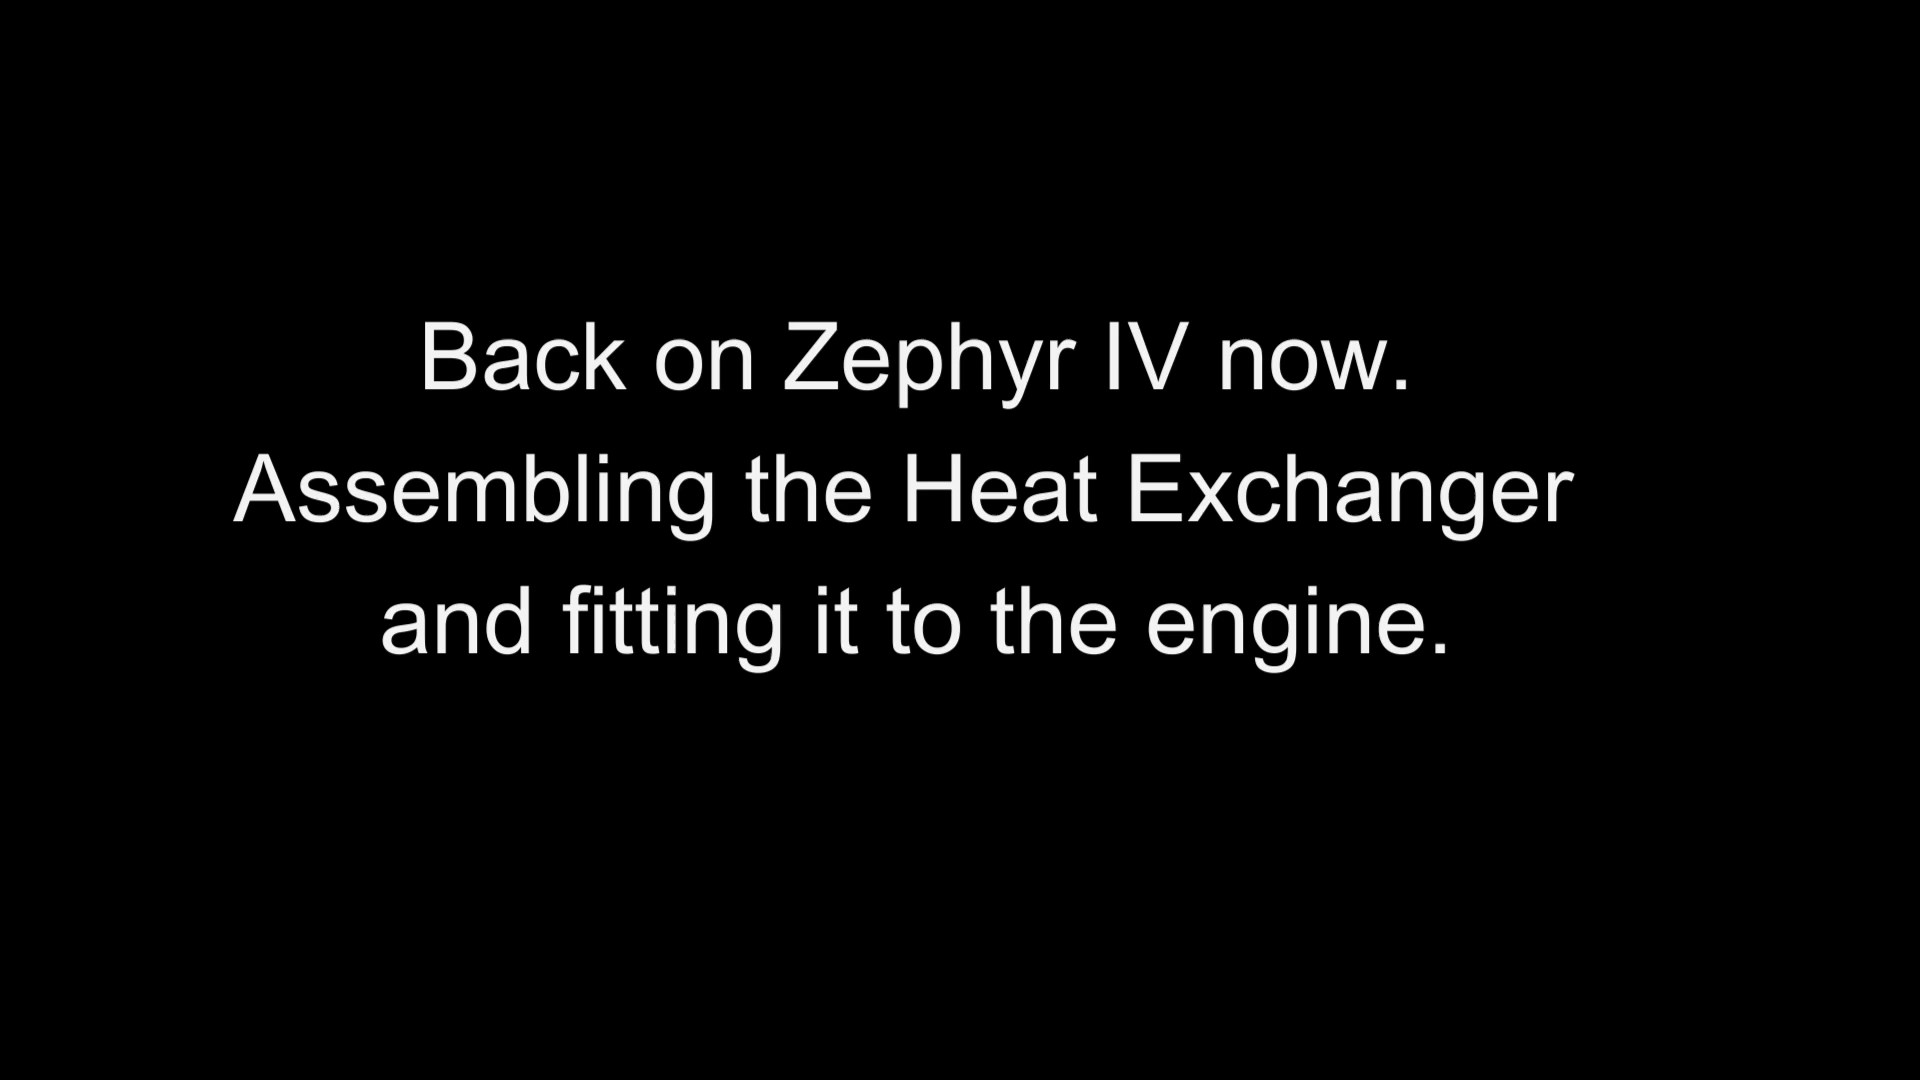 Back on Zephyr IV now.
Assembling the Heat Exchanger
and fitting it to the engine.